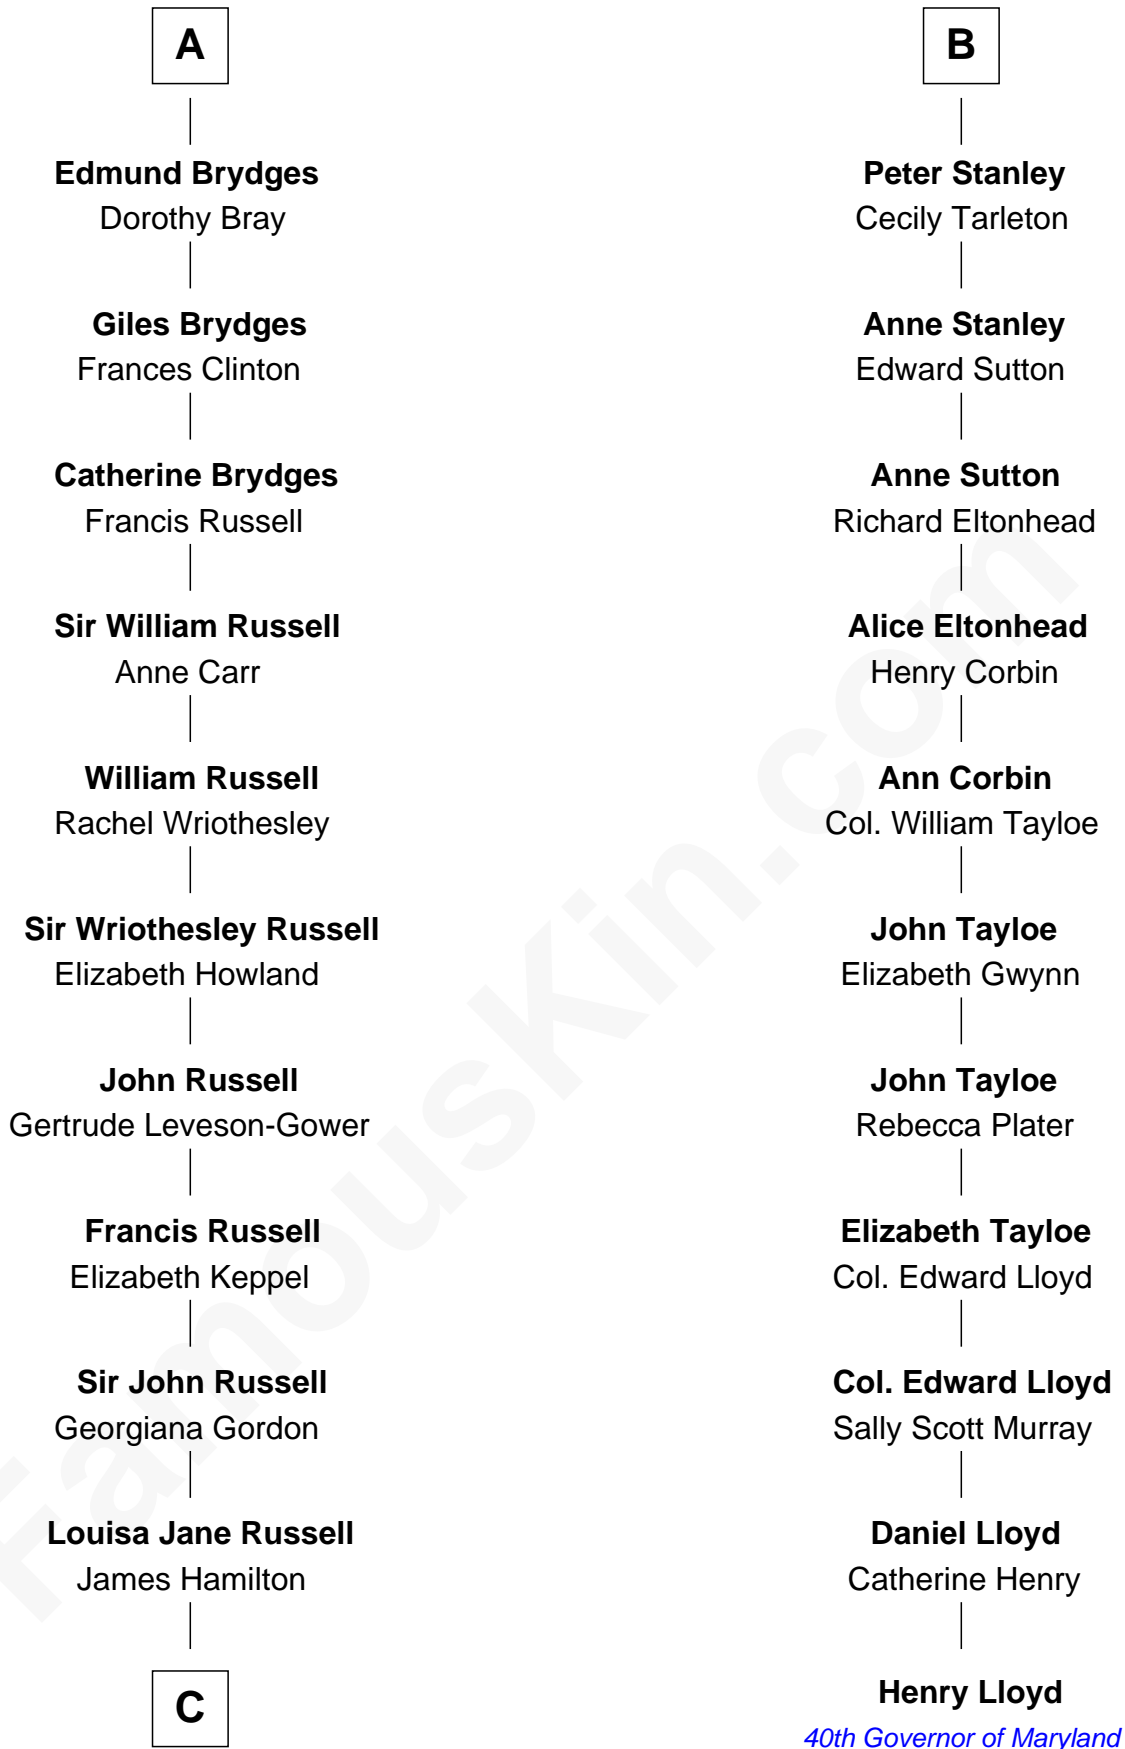 A
Edmund Brydges
Dorothy Bray
Giles Brydges
Frances Clinton
Catherine Brydges
Francis Russell
Sir William Russell
Anne Carr
William Russell
Rachel Wriothesley
Sir Wriothesley Russell
Elizabeth Howland
John Russell
Gertrude Leveson-Gower
Francis Russell
Elizabeth Keppel
Sir John Russell
Georgiana Gordon
Louisa Jane Russell
James Hamilton
C
B
Peter Stanley
Cecily Tarleton
Anne Stanley
Edward Sutton
Anne Sutton
Richard Eltonhead
Alice Eltonhead
Henry Corbin
Ann Corbin
Col. William Tayloe
John Tayloe
Elizabeth Gwynn
John Tayloe
Rebecca Plater
Elizabeth Tayloe
Col. Edward Lloyd
Col. Edward Lloyd
Sally Scott Murray
Daniel Lloyd
Catherine Henry
Henry Lloyd
40th Governor of Maryland
FamousKin.com